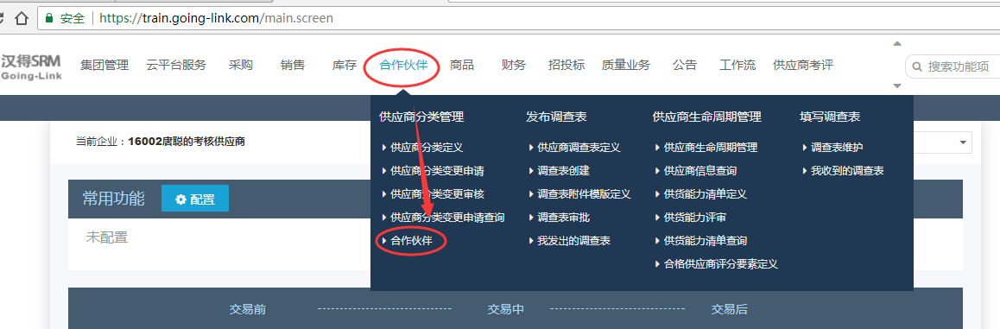 安全 https://train.going-link.com/main.screen
汉得SRM
Going-Link
集团管理 云平台服务 采购 销售 库存 合作伙伴 商品 财务 招投标 质量业务 公告 工作流 供应商考评
搜索功能项
供应商分类管理 发布调查表 供应商生命周期管理 填写调查表
当前企业：16002唐聪的考核供应商
供应商分类定义 供应商调查表定义 供应商生命周期管理 调查表维护
供应商分类变更申请 调查表创建 供应商信息查询 我收到的调查表
供应商分类变更审核 调查表附件模版定义 供货能力清单定义
常用功能 配置
供应商分类变更申请查询 调查表审批 供货能力评审
未配置
合作伙伴 我发出的调查表 供货能力清单查询
合格供应商评分要素定义
交易前 交易中 交易后